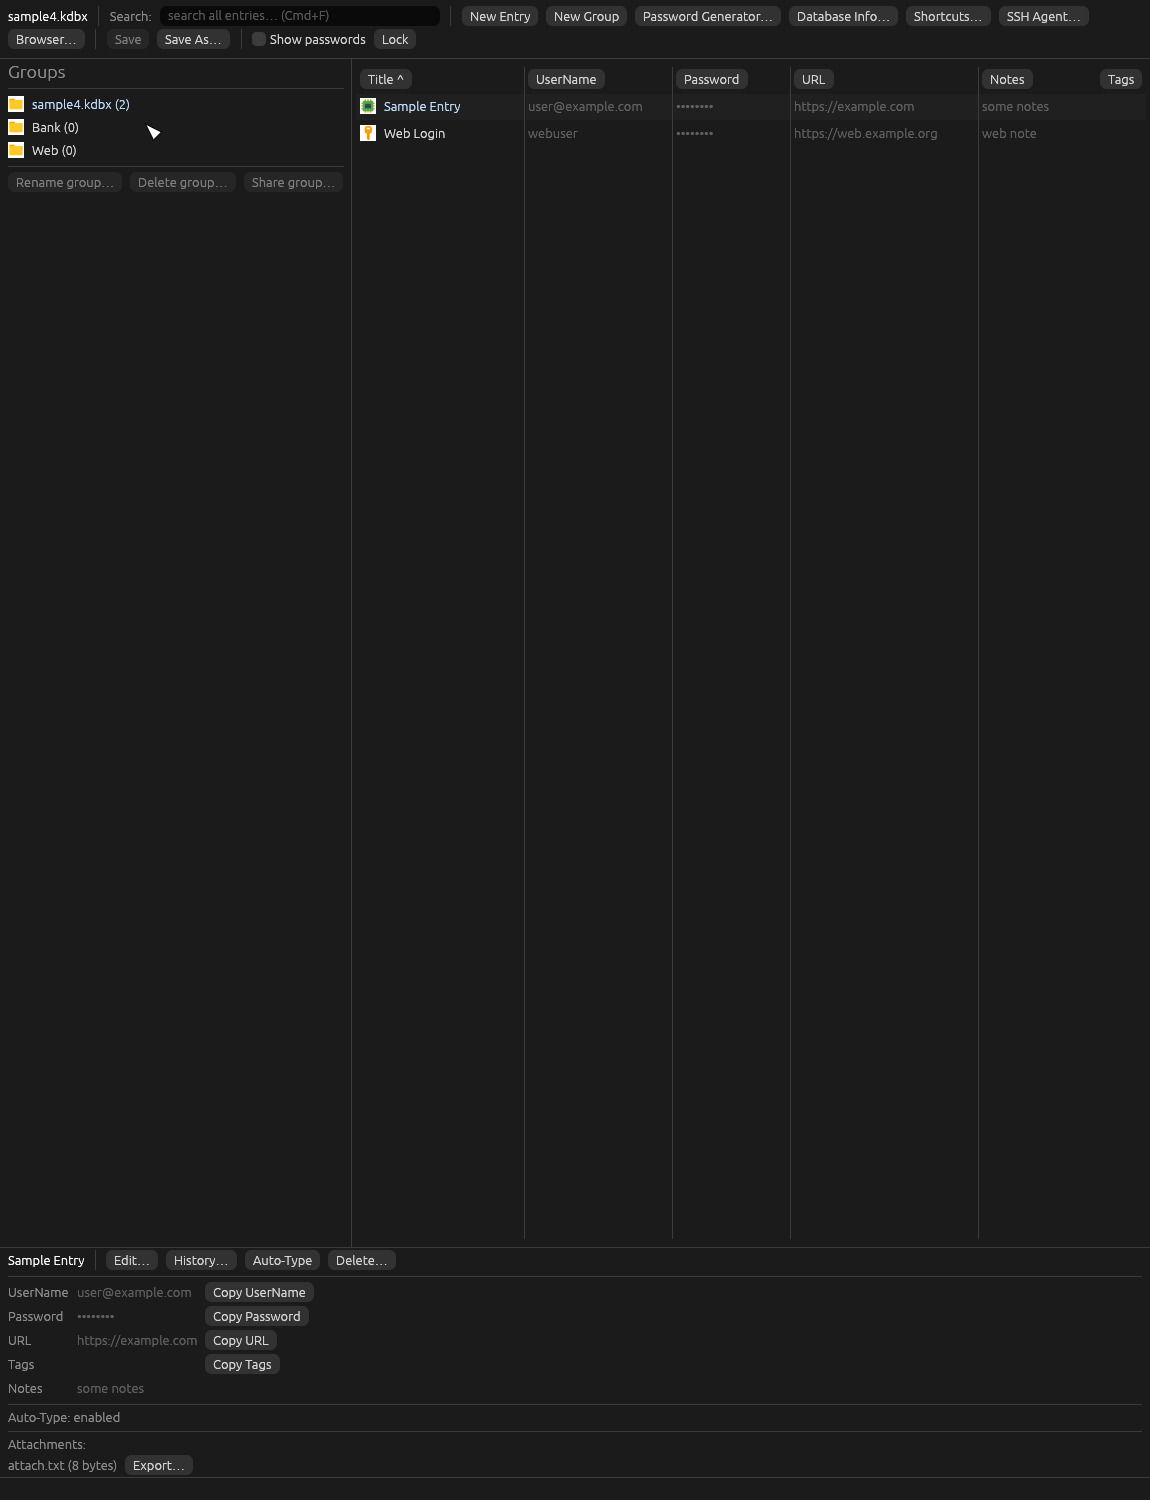 sample4.kdbx Search: search all entries... (Cmd+F) New Entry New Group Password Generator... Database Info... Shortcuts... SSH Agent...
Browser... Save Save As... Show passwords Lock
Groups
sample4.kdbx (2)
Bank (0)
Web (0)
Rename group... Delete group... Share group...
Title ^ UserName Password URL Notes Tags
Sample Entry user@example.com •••••••• https://example.com some notes
Web Login webuser •••••••• https://web.example.org web note
Sample Entry Edit... History... Auto-Type Delete...
UserName user@example.com Copy UserName
Password •••••••• Copy Password
URL https://example.com Copy URL
Tags Copy Tags
Notes some notes
Auto-Type: enabled
Attachments:
attach.txt (8 bytes) Export...